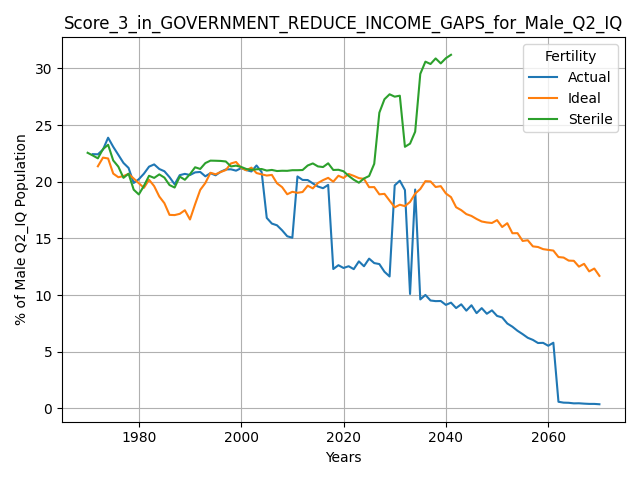 Score_3_in_GOVERNMENT_REDUCE_INCOME_GAPS_for_Male_Q2_IQ
Fertility
Actual
Ideal
Sterile
% of Male Q2_IQ Population
30
25
20
15
10
5
0
1980 2000 2020 2040 2060
Years